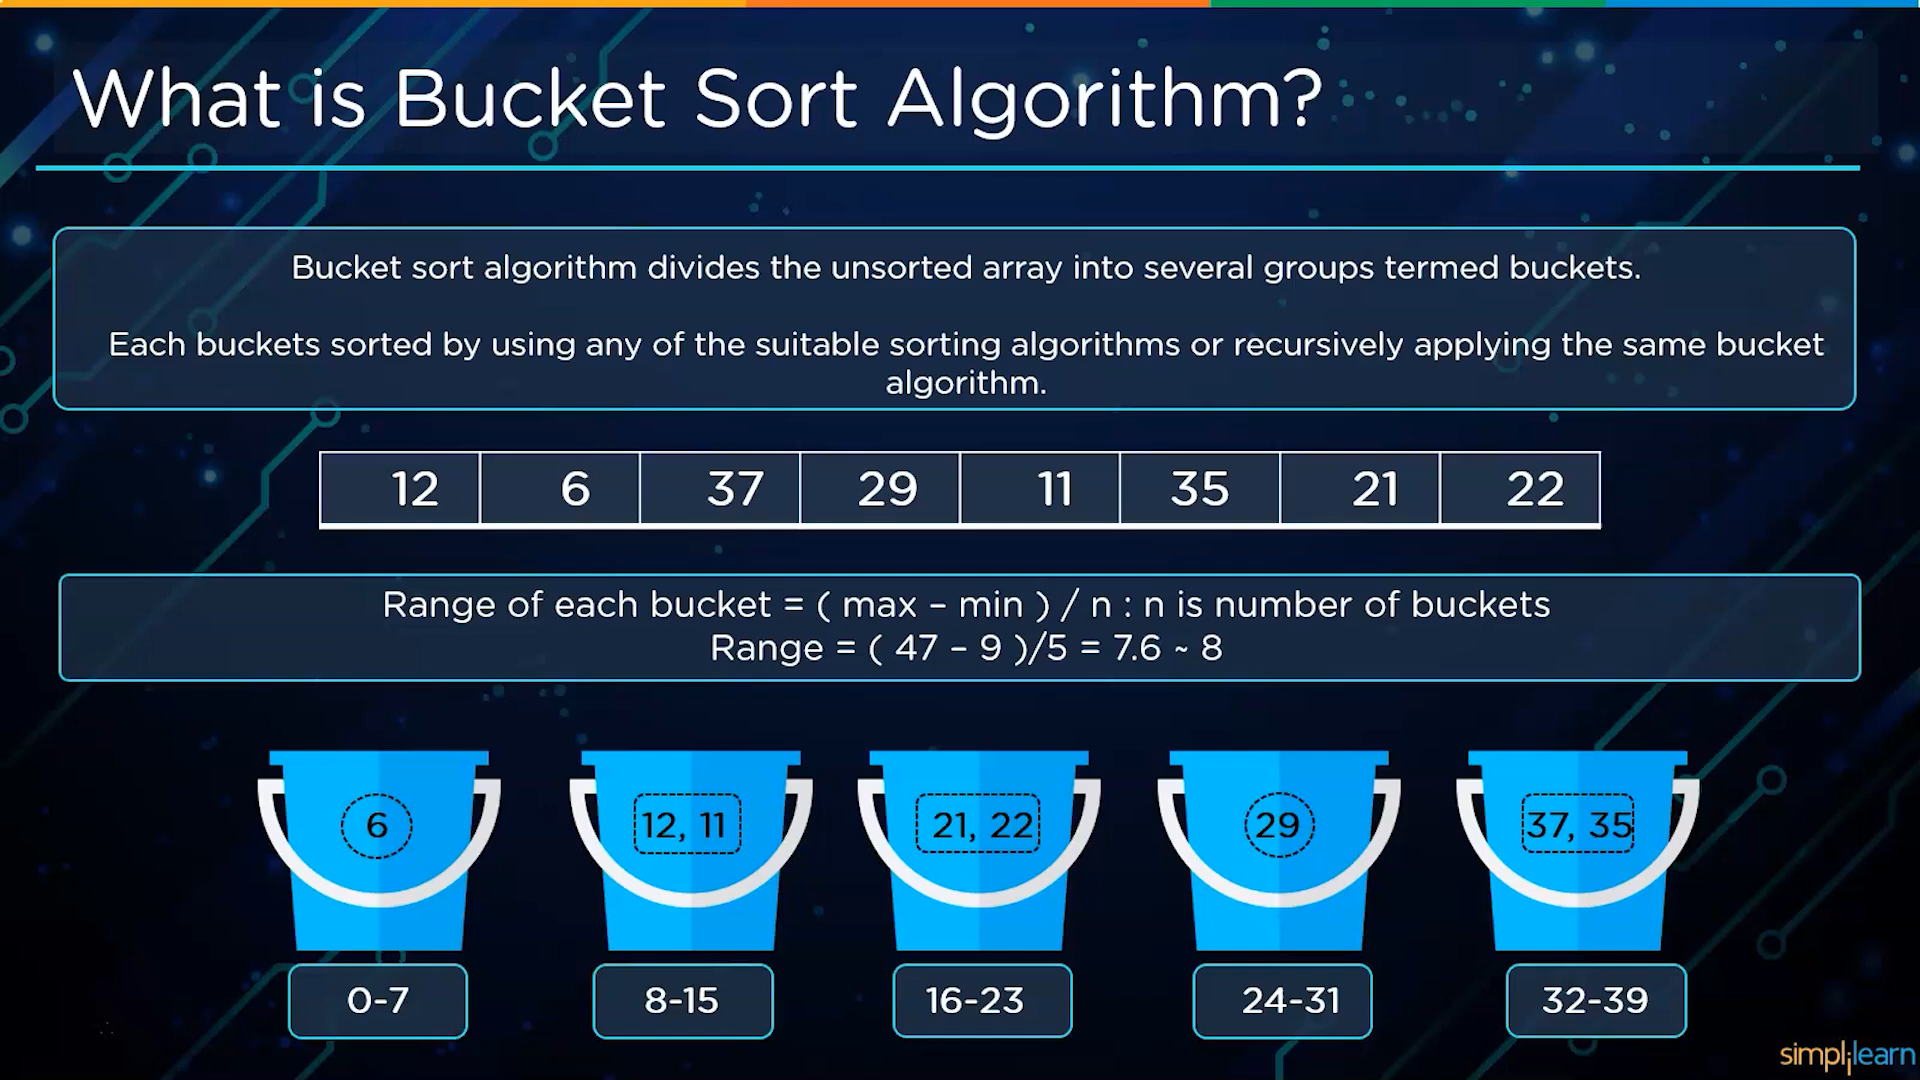 What is Bucket Sort Algorithm?
Bucket sort algorithm divides the unsorted array into several groups termed buckets.
Each buckets sorted by using any of the suitable sorting algorithms or recursively applying the same bucket
algorithm.
12 6 37 29 11 35 21 22
Range of each bucket = ( max – min ) / n : n is number of buckets
Range = ( 47 – 9 )/5 = 7.6 ~ 8
6 12, 11 21, 22 29 37, 35
0-7 8-15 16-23 24-31 32-39
simplilearn